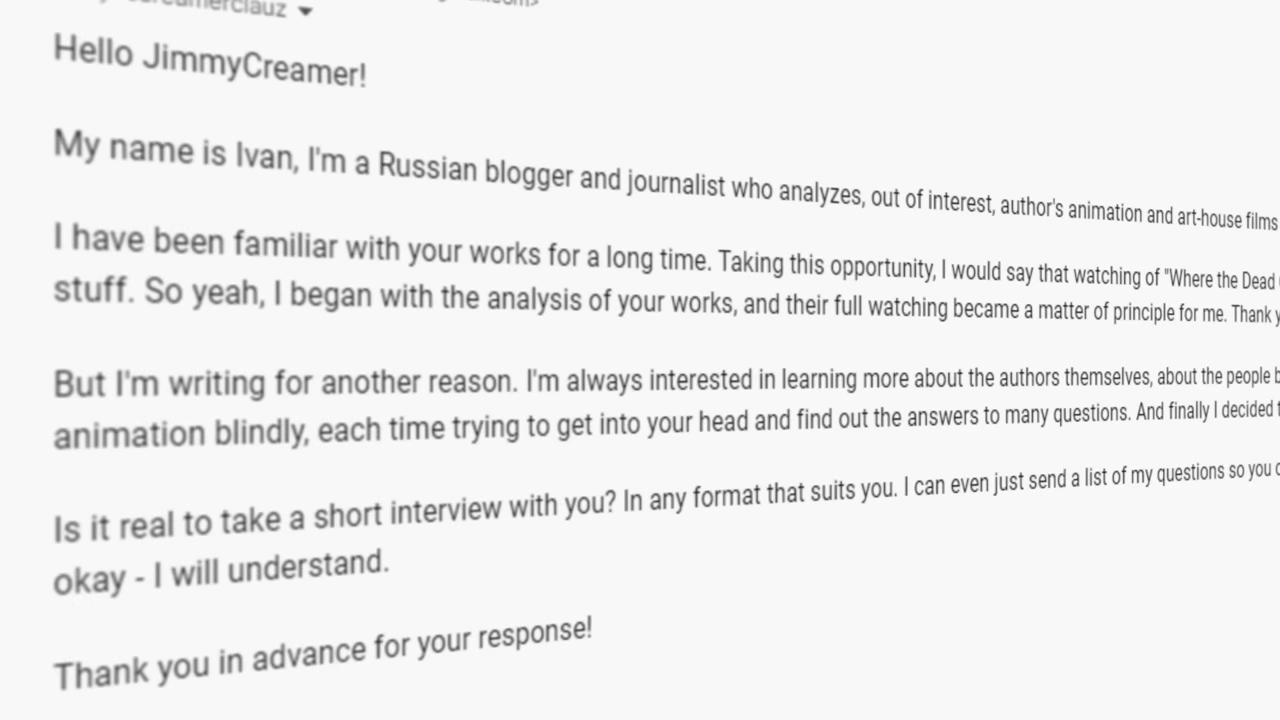 Hello JimmyCreamer!
My name is Ivan, I'm a Russian blogger and journalist who analyzes, out of interest, author's animation and art-house films
I have been familiar with your works for a long time. Taking this opportunity, I would say that watching of "Where the Dead
stuff. So yeah, I began with the analysis of your works, and their full watching became a matter of principle for me. Thank y
But I'm writing for another reason. I'm always interested in learning more about the authors themselves, about the people b
animation blindly, each time trying to get into your head and find out the answers to many questions. And finally I decided t
Is it real to take a short interview with you? In any format that suits you. I can even just send a list of my questions so you c
okay - I will understand.
Thank you in advance for your response!